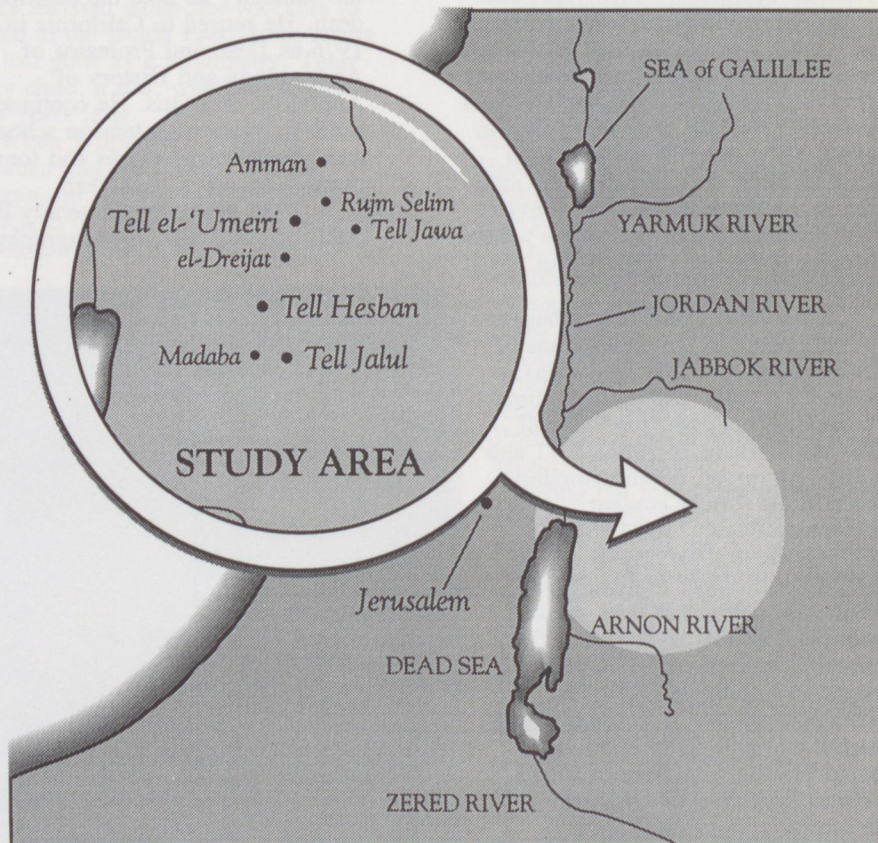 SEA of GALILLEE
Amman
Rujm Selim
Tell el-‘Umeiri
Tell Jawa
YARMUK RIVER
el-Dreijat
Tell Hesban
JORDAN RIVER
Madaba
Tell Jalul
JABBOK RIVER
STUDY AREA
Jerusalem
ARNON RIVER
DEAD SEA
ZERED RIVER